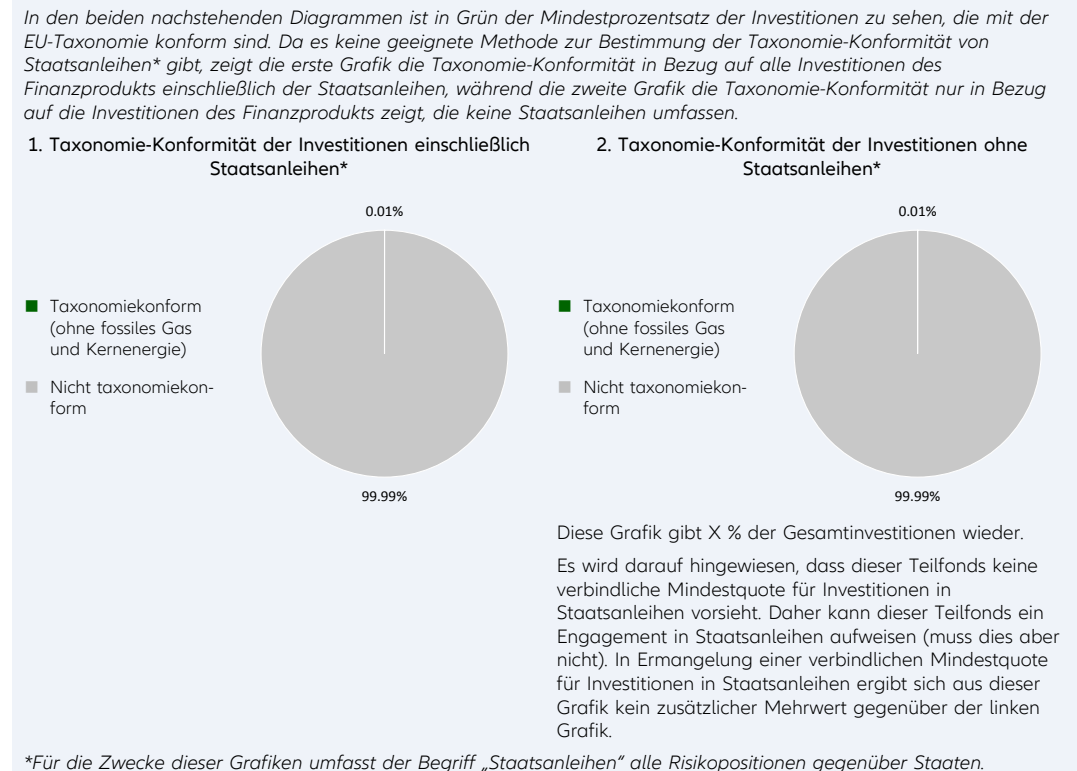 In den beiden nachstehenden Diagrammen ist in Grün der Mindestprozentsatz der Investitionen zu sehen, die mit der
EU-Taxonomie konform sind. Da es keine geeignete Methode zur Bestimmung der Taxonomie-Konformität von
Staatsanleihen* gibt, zeigt die erste Grafik die Taxonomie-Konformität in Bezug auf alle Investitionen des
Finanzprodukts einschließlich der Staatsanleihen, während die zweite Grafik die Taxonomie-Konformität nur in Bezug
auf die Investitionen des Finanzprodukts zeigt, die keine Staatsanleihen umfassen.
1. Taxonomie-Konformität der Investitionen einschließlich
Staatsanleihen*
0.01%
Taxonomiekonform
(ohne fossiles Gas
und Kernenergie)
Nicht taxonomiekon-
form
99.99%
2. Taxonomie-Konformität der Investitionen ohne
Staatsanleihen*
0.01%
Taxonomiekonform
(ohne fossiles Gas
und Kernenergie)
Nicht taxonomiekon-
form
99.99%
Diese Grafik gibt X % der Gesamtinvestitionen wieder.
Es wird darauf hingewiesen, dass dieser Teilfonds keine
verbindliche Mindestquote für Investitionen in
Staatsanleihen vorsieht. Daher kann dieser Teilfonds ein
Engagement in Staatsanleihen aufweisen (muss dies aber
nicht). In Ermangelung einer verbindlichen Mindestquote
für Investitionen in Staatsanleihen ergibt sich aus dieser
Grafik kein zusätzlicher Mehrwert gegenüber der linken
Grafik.
*Für die Zwecke dieser Grafiken umfasst der Begriff „Staatsanleihen" alle Risikopositionen gegenüber Staaten.